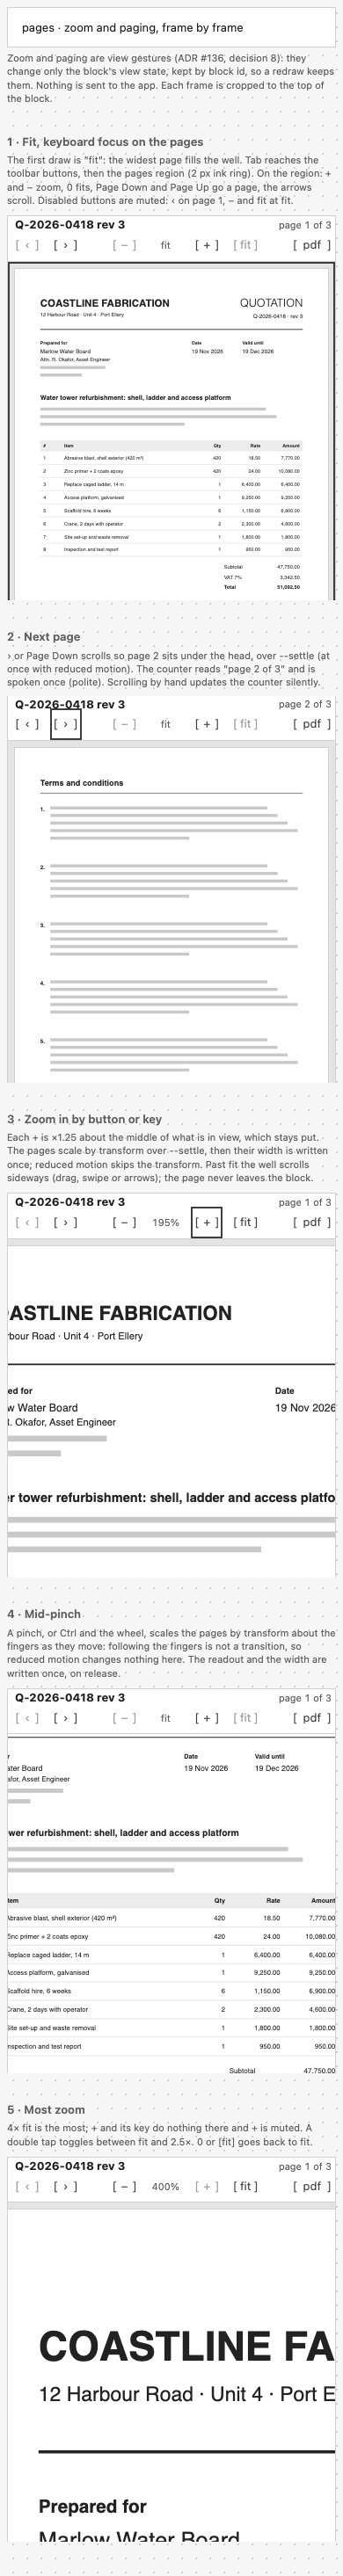 pages · zoom and paging, frame by frame
Zoom and paging are view gestures (ADR #136, decision 8): they
change only the block's view state, kept by block id, so a redraw keeps
them. Nothing is sent to the app. Each frame is cropped to the top of
the block.
1 · Fit, keyboard focus on the pages
The first draw is "fit": the widest page fills the well. Tab reaches the
toolbar buttons, then the pages region (2 px ink ring). On the region: +
and − zoom, 0 fits, Page Down and Page Up go a page, the arrows
scroll. Disabled buttons are muted: ‹ on page 1, − and fit at fit.
Q-2026-0418 rev 3 page 1 of 3
[ ‹ ] [ › ] [ − ] fit [ + ] [ fit ] [ pdf ]
COASTLINE FABRICATION QUOTATION
12 Harbour Road · Unit 4 · Port Ellery Q-2026-0418 · rev 3
Prepared for Date Valid until
Marlow Water Board 19 Nov 2026 19 Dec 2026
Attn. R. Okafor, Asset Engineer
Water tower refurbishment: shell, ladder and access platform
# Item Qty Rate Amount
1 Abrasive blast, shell exterior (420 m²) 420 18.50 7,770.00
2 Zinc primer + 2 coats epoxy 420 24.00 10,080.00
3 Replace caged ladder, 14 m 1 6,400.00 6,400.00
4 Access platform, galvanised 1 9,250.00 9,250.00
5 Scaffold hire, 6 weeks 6 1,150.00 6,900.00
6 Crane, 2 days with operator 2 2,300.00 4,600.00
7 Site set-up and waste removal 1 1,800.00 1,800.00
8 Inspection and test report 1 950.00 950.00
Subtotal 47,750.00
VAT 7% 3,342.50
Total 51,092.50
2 · Next page
› or Page Down scrolls so page 2 sits under the head, over --settle (at
once with reduced motion). The counter reads "page 2 of 3" and is
spoken once (polite). Scrolling by hand updates the counter silently.
Q-2026-0418 rev 3 page 2 of 3
[ ‹ ] [ › ] [ − ] fit [ + ] [ fit ] [ pdf ]
Terms and conditions
1.
2.
3.
4.
5.
3 · Zoom in by button or key
Each + is ×1.25 about the middle of what is in view, which stays put.
The pages scale by transform over --settle, then their width is written
once; reduced motion skips the transform. Past fit the well scrolls
sideways (drag, swipe or arrows); the page never leaves the block.
Q-2026-0418 rev 3 page 1 of 3
[ ‹ ] [ › ] [ − ] 195% [ + ] [ fit ] [ pdf ]
ASTLINE FABRICATION
bour Road · Unit 4 · Port Ellery
ed for Date
w Water Board 19 Nov 2026
R. Okafor, Asset Engineer
er tower refurbishment: shell, ladder and access platfo
4 · Mid-pinch
A pinch, or Ctrl and the wheel, scales the pages by transform about the
fingers as they move: following the fingers is not a transition, so
reduced motion changes nothing here. The readout and the width are
written once, on release.
Q-2026-0418 rev 3 page 1 of 3
[ ‹ ] [ › ] [ − ] fit [ + ] [ fit ] [ pdf ]
r Date Valid until
ater Board 19 Nov 2026 19 Dec 2026
kafor, Asset Engineer
wer refurbishment: shell, ladder and access platform
Item Qty Rate Amount
Abrasive blast, shell exterior (420 m²) 420 18.50 7,770.00
Zinc primer + 2 coats epoxy 420 24.00 10,080.00
Replace caged ladder, 14 m 1 6,400.00 6,400.00
Access platform, galvanised 1 9,250.00 9,250.00
Scaffold hire, 6 weeks 6 1,150.00 6,900.00
Crane, 2 days with operator 2 2,300.00 4,600.00
Site set-up and waste removal 1 1,800.00 1,800.00
nspection and test report 1 950.00 950.00
Subtotal 47,750.00
5 · Most zoom
4× fit is the most; + and its key do nothing there and + is muted. A
double tap toggles between fit and 2.5×. 0 or [fit] goes back to fit.
Q-2026-0418 rev 3 page 1 of 3
[ ‹ ] [ › ] [ − ] 400% [ + ] [ fit ] [ pdf ]
COASTLINE FA
12 Harbour Road · Unit 4 · Port E
Prepared for
Marlow Water Board